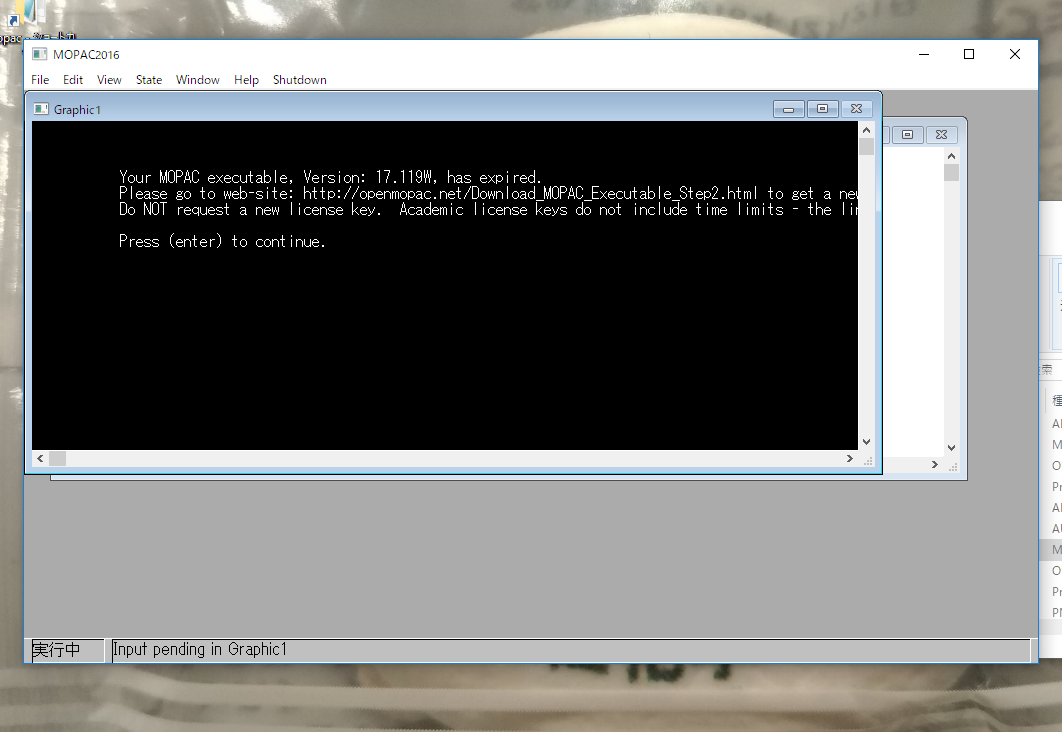 MOPAC2016
File Edit View State Window Help Shutdown
Graphic1
Your MOPAC executable, Version: 17.119W, has expired.
Please go to web-site: http://openmopac.net/Download_MOPAC_Executable_Step2.html to get a new
Do NOT request a new license key. Academic license keys do not include time limits - the
Press (enter) to continue.
実行中 Input pending in Graphic1
索
種